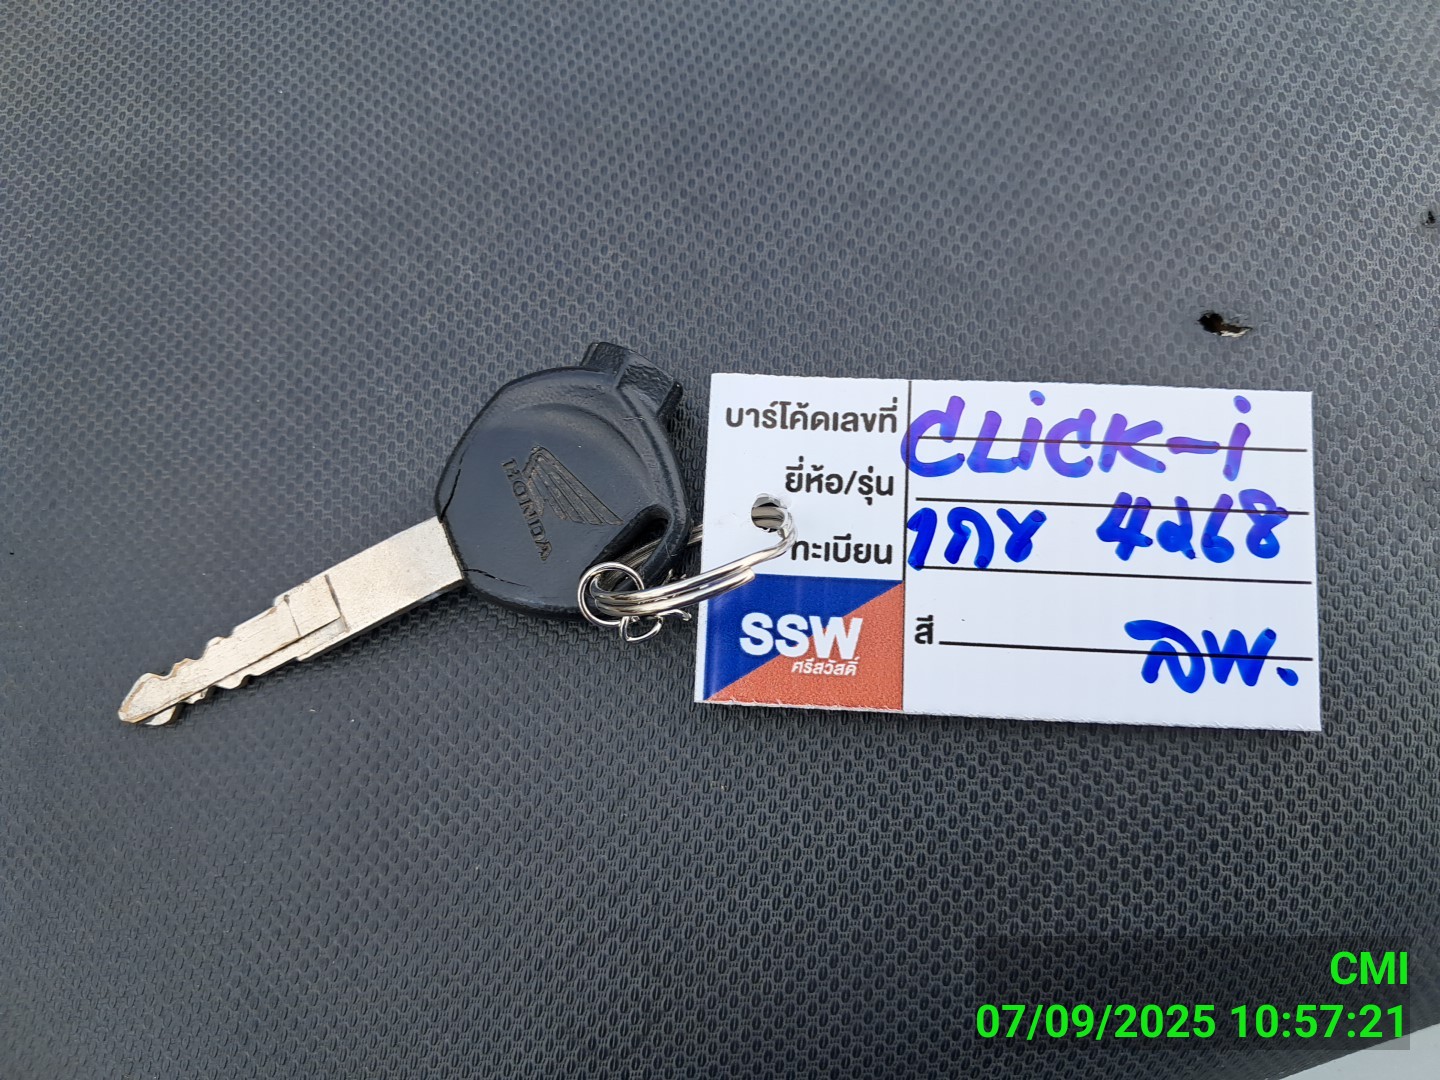 HONDA
บาร์โค้ดเลขที่
CLiCK-i
ยี่ห้อ/รุ่น
ทะเบียน
1กย 4268
SSW
ศรีสวัสดิ์
สี
ลพ.
CMI
07/09/2025 10:57:21